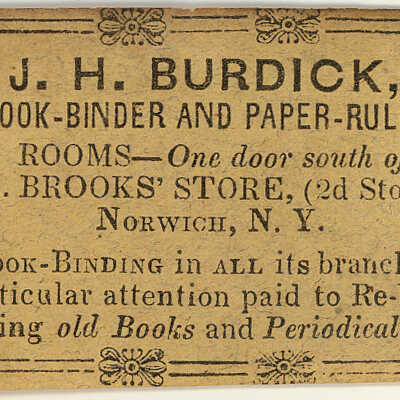 J. H. BURDICK,
OOK-BINDER AND PAPER-RUL
ROOMS—One door south of
. BROOKS' STORE, (2d Sto
NORWICH, N. Y.
OOK-BINDING in ALL its branch
ticular attention paid to Re-
ing old Books and Periodical